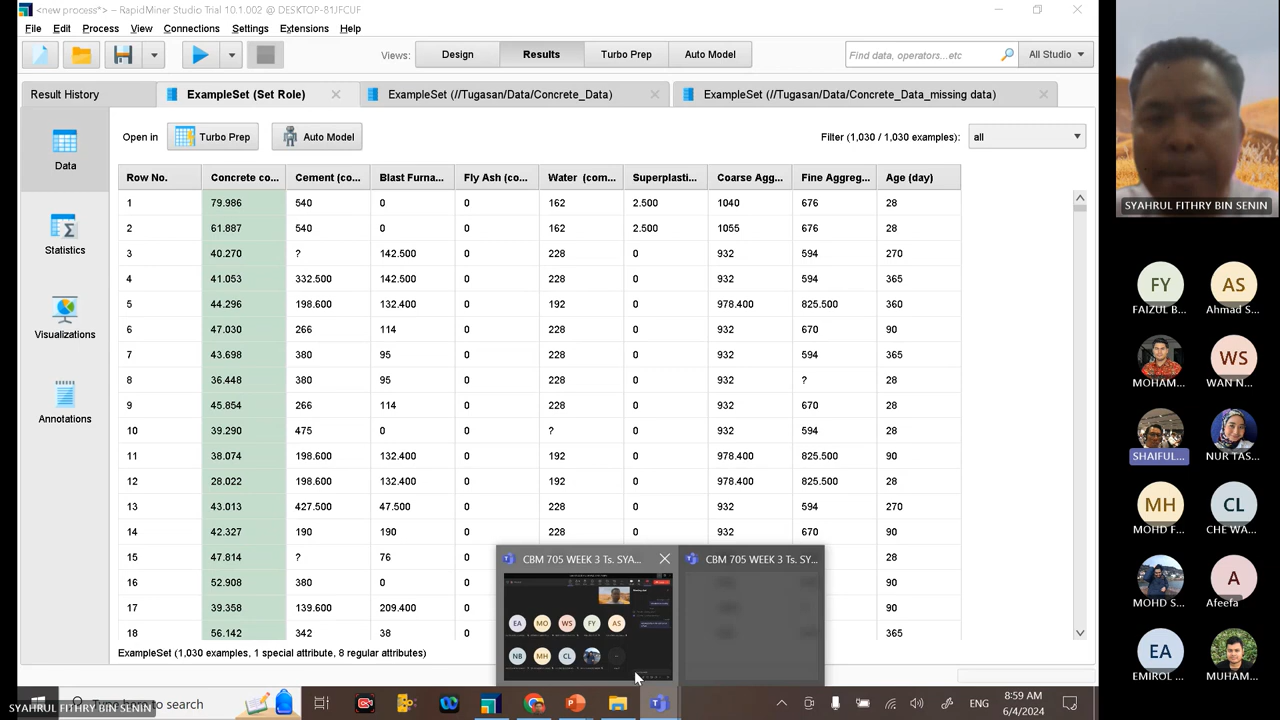 <new process*> – RapidMiner Studio Trial 10.1.002 @ DESKTOP-81JFCUF
File Edit Process View Connections Settings Extensions Help
Views: Design Results Turbo Prep Auto Model Find data, operators...etc All Studio
Result History ExampleSet (Set Role) ExampleSet (//Tugasan/Data/Concrete_Data) ExampleSet (//Tugasan/Data/Concrete_Data_missing data)
Data
Statistics
Visualizations
Annotations
Open in Turbo Prep Auto Model Filter (1,030 / 1,030 examples): all
Row No. Concrete co... Cement (co... Blast Furna... Fly Ash (co... Water (com... Superplasti... Coarse Agg... Fine Aggreg... Age (day)
1 79.986 540 0 0 162 2.500 1040 676 28
2 61.887 540 0 0 162 2.500 1055 676 28
3 40.270 ? 142.500 0 228 0 932 594 270
4 41.053 332.500 142.500 0 228 0 932 594 365
5 44.296 198.600 132.400 0 192 0 978.400 825.500 360
6 47.030 266 114 0 228 0 932 670 90
7 43.698 380 95 0 228 0 932 594 365
8 36.448 380 95 0 228 0 932 ? 28
9 45.854 266 114 0 228 0 932 670 28
10 39.290 475 0 0 ? 0 932 594 28
11 38.074 198.600 132.400 0 192 0 978.400 825.500 90
12 28.022 198.600 132.400 0 192 0 978.400 825.500 28
13 43.013 427.500 47.500 0 228 0 932 594 270
14 42.327 190 190 0 228 0 932 670 90
15 47.814 ? 76 28
16 52.908 380 0 90
17 39.358 139.600 209.400 90
18 56.142 342 38 365
ExampleSet (1,030 examples, 1 special attribute, 8 regular attributes)
CBM 705 WEEK 3 Ts. SYA... CBM 705 WEEK 3 Ts. SY...
EA MO WS FY AS
NB MH CL
SYAHRUL FITHRY BIN SENIN
FY AS
FAIZUL B... Ahmad S...
WS
MOHAM... WAN N...
SHAIFUL... NUR TAS...
MH CL
MOHD F... CHE WA...
A
MOHD S... Afeefa
EA
EMIROL ... MUHAM...
here to search
SYAHRUL FITHRY BIN SENIN
ENG
8:59 AM
6/4/2024